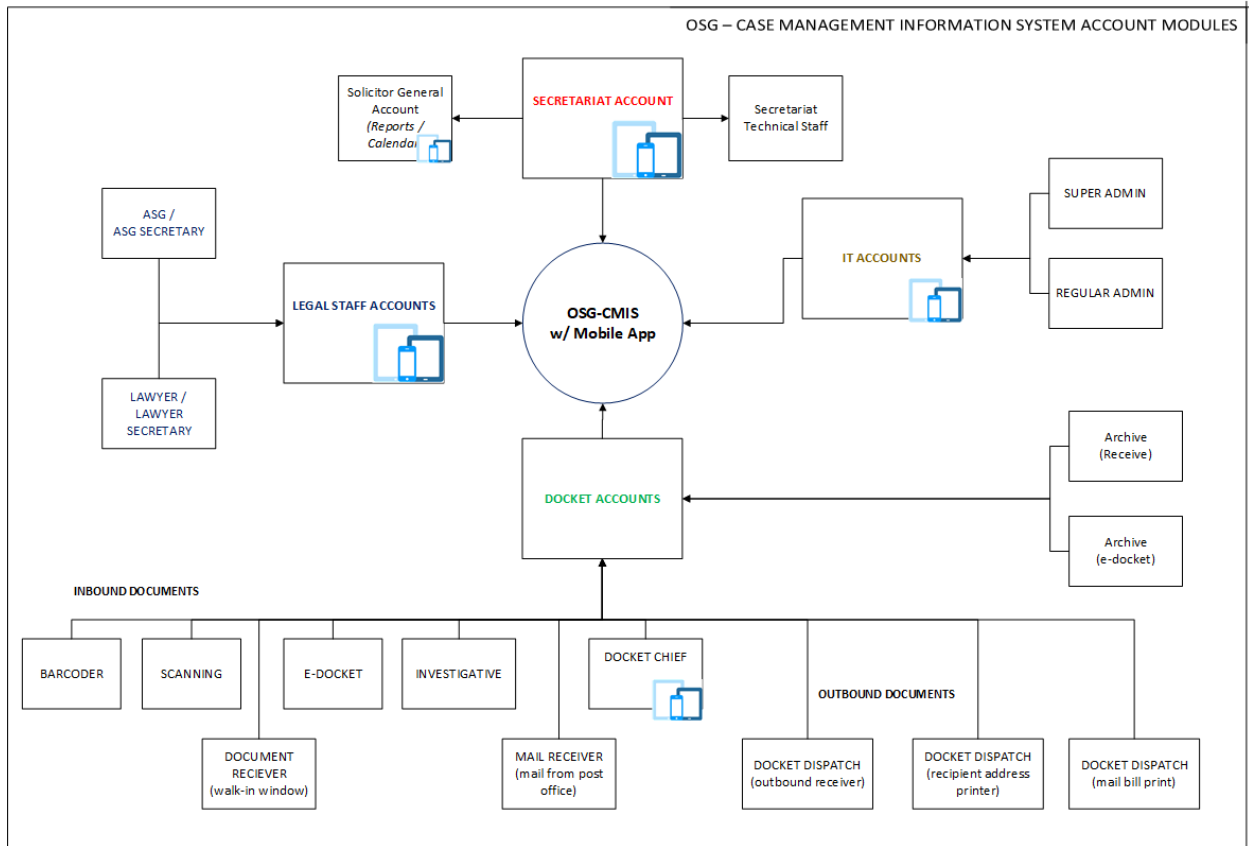 OSG – CASE MANAGEMENT INFORMATION SYSTEM ACCOUNT MODULES
Solicitor General
Account
(Reports /
Calendar
SECRETARIAT ACCOUNT
Secretariat
Technical Staff
ASG /
ASG SECRETARY
SUPER ADMIN
IT ACCOUNTS
REGULAR ADMIN
LEGAL STAFF ACCOUNTS
OSG-CMIS
w/ Mobile App
LAWYER /
LAWYER
SECRETARY
Archive
(Receive)
DOCKET ACCOUNTS
Archive
(e-docket)
INBOUND DOCUMENTS
BARCODER
SCANNING
E-DOCKET
INVESTIGATIVE
DOCKET CHIEF
OUTBOUND DOCUMENTS
DOCUMENT
RECIEVER
(walk-in window)
MAIL RECEIVER
(mail from post
office)
DOCKET DISPATCH
(outbound receiver)
DOCKET DISPATCH
(recipient address
printer)
DOCKET DISPATCH
(mail bill print)